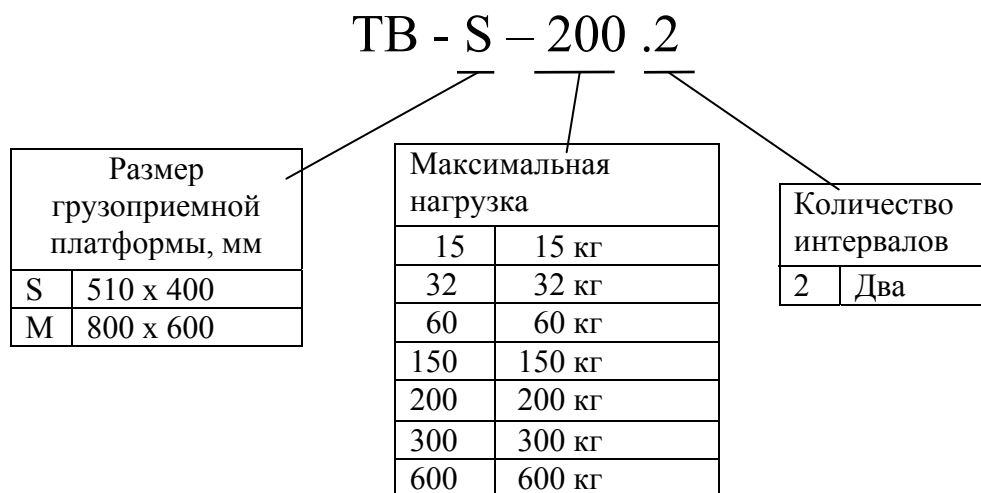 ТВ - S – 200 .2
Размер
грузоприемной
платформы, мм
S 510 x 400
M 800 x 600
Максимальная
нагрузка
15 15 кг
32 32 кг
60 60 кг
150 150 кг
200 200 кг
300 300 кг
600 600 кг
Количество
интервалов
2 Два